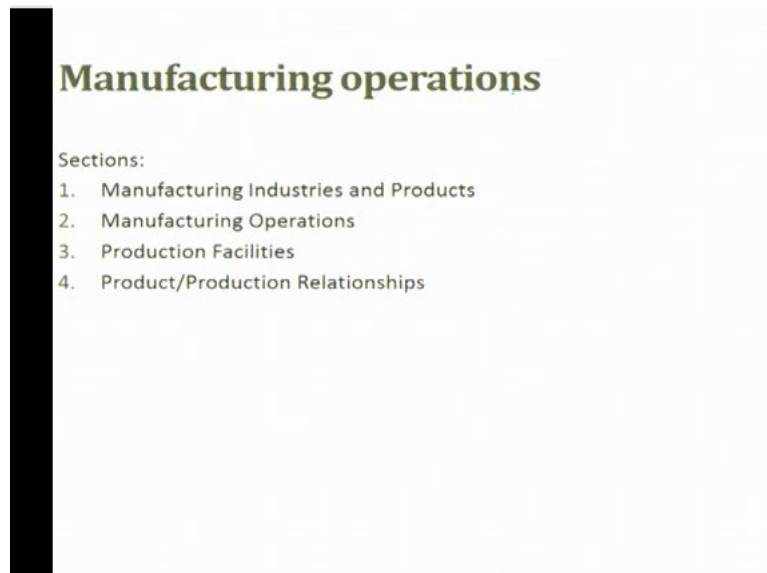 Manufacturing operations
Sections:
1. Manufacturing Industries and Products
2. Manufacturing Operations
3. Production Facilities
4. Product/Production Relationships